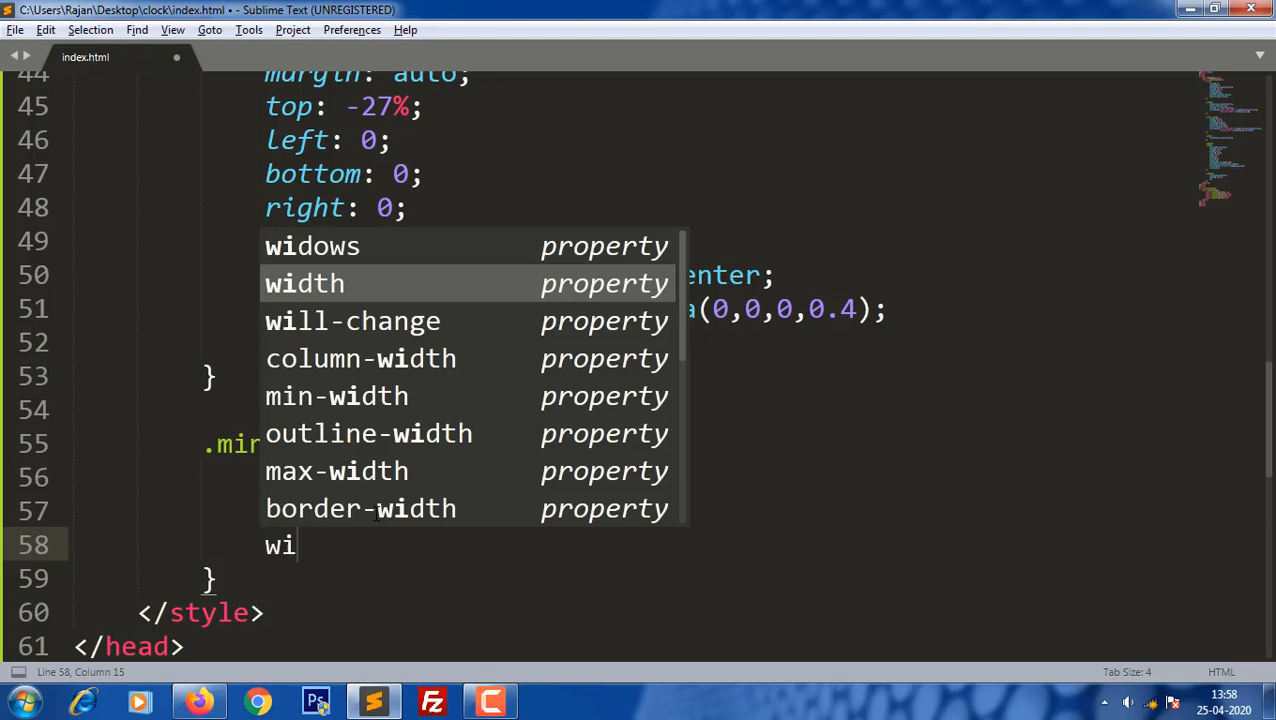 C:\Users\Rajan\Desktop\clock\index.html • - Sublime Text (UNREGISTERED)
File Edit Selection Find View Goto Tools Project Preferences Help
index.html
44 margin: auto;
45 top: -27%;
46 left: 0;
47 bottom: 0;
48 right: 0;
49
50 enter;
51 a(0,0,0,0.4);
52
53 }
54
55 .min
56
57
58 wi
59 }
60 </style>
61 </head>
widows property
width property
will-change property
column-width property
min-width property
outline-width property
max-width property
border-width property
Line 58, Column 15 Tab Size: 4 HTML
13:58
25-04-2020